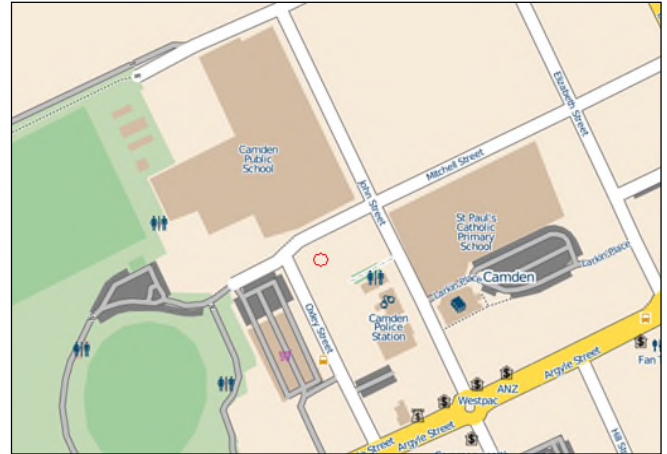 Elizabeth Street
Camden
Public
School
Mitchell Street
John Street
St Paul's
Catholic
Primary
School
Larkin Place
Camden
Larkin Place
Oxley Street
Camden
Police
Station
Argyle Street
Fan
ANZ
Westpac
Argyle Street
Street
Hill St